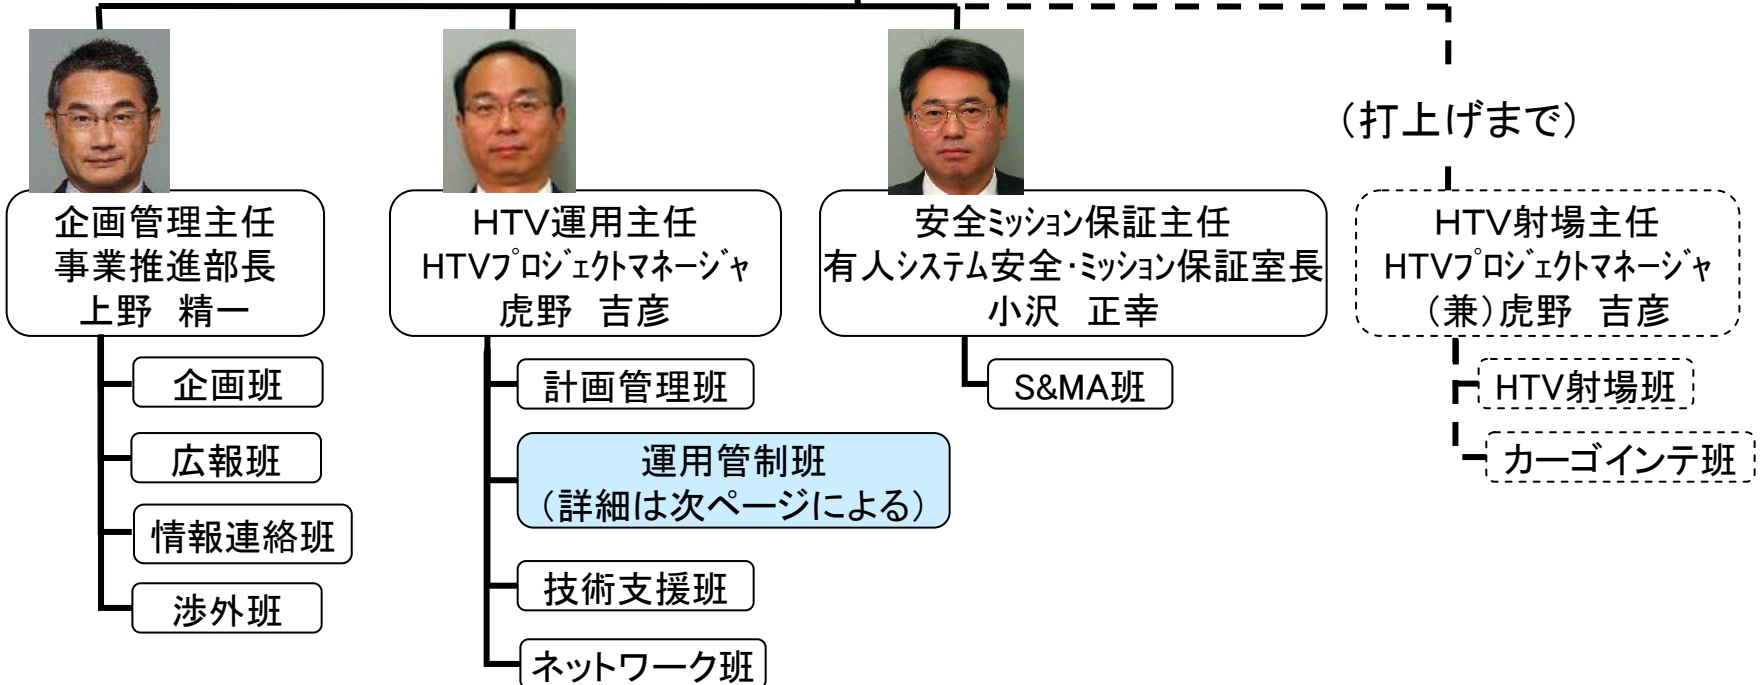 （打上げまで）
企画管理主任
事業推進部長
上野　精一
HTV運用主任
HTVﾌﾟﾛｼﾞｪｸﾄﾏﾈｰｼﾞｬ
虎野　吉彦
安全ﾐｯｼｮﾝ保証主任
有人ｼｽﾃﾑ安全･ﾐｯｼｮﾝ保証室長
小沢　正幸
HTV射場主任
HTVﾌﾟﾛｼﾞｪｸﾄﾏﾈｰｼﾞｬ
（兼）虎野　吉彦
企画班
広報班
情報連絡班
渉外班
計画管理班
運用管制班
（詳細は次ページによる）
技術支援班
ネットワーク班
S&MA班
HTV射場班
カーゴインテ班